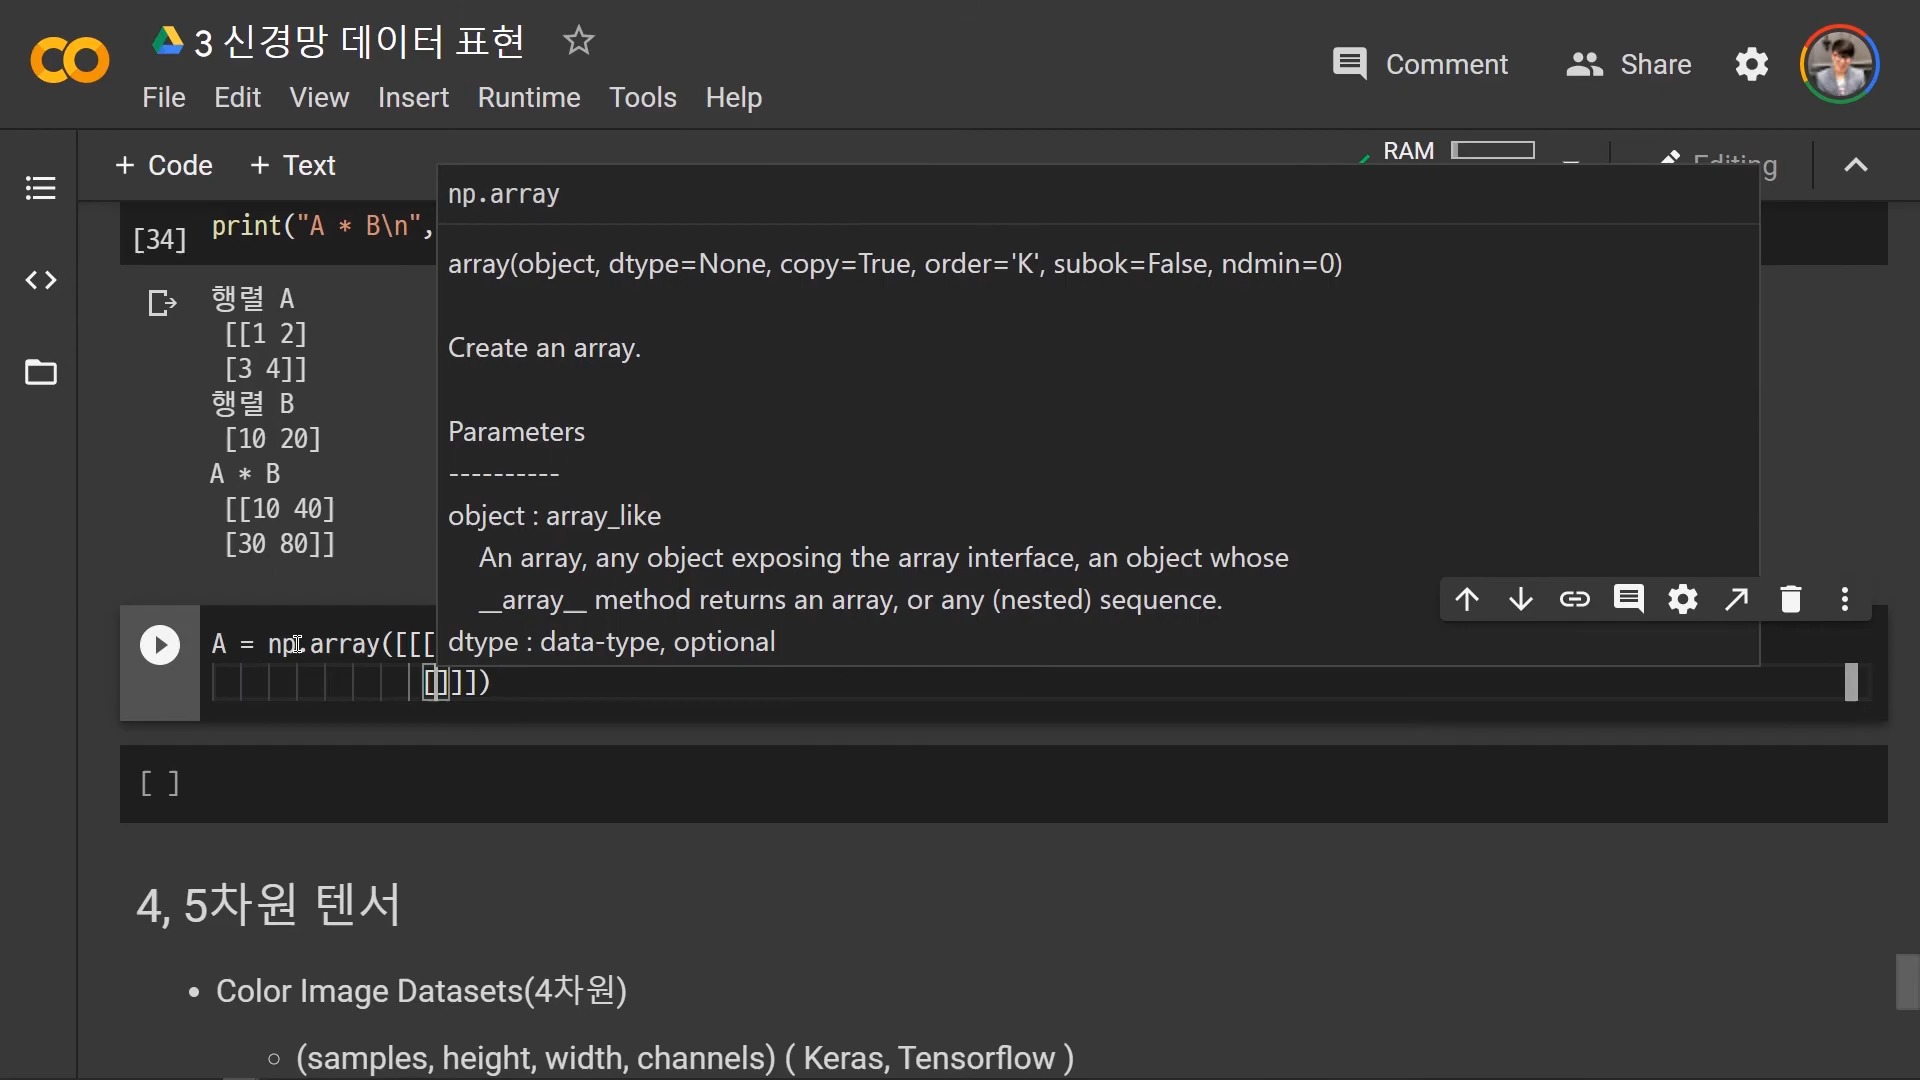 3 신경망 데이터 표현
Comment
Share
File Edit View Insert Runtime Tools Help
+ Code + Text
RAM
Editing
np.array
[34] print("A * B\n",
array(object, dtype=None, copy=True, order='K', subok=False, ndmin=0)
Create an array.
Parameters
----------
object : array_like
An array, any object exposing the array interface, an object whose
__array__ method returns an array, or any (nested) sequence.
dtype : data-type, optional
행렬 A
[[1 2]
[3 4]]
행렬 B
[10 20]
A * B
[[10 40]
[30 80]]
A = np.array([[[
[]]])
[ ]
4, 5차원 텐서
• Color Image Datasets(4차원)
○ (samples, height, width, channels) ( Keras, Tensorflow )